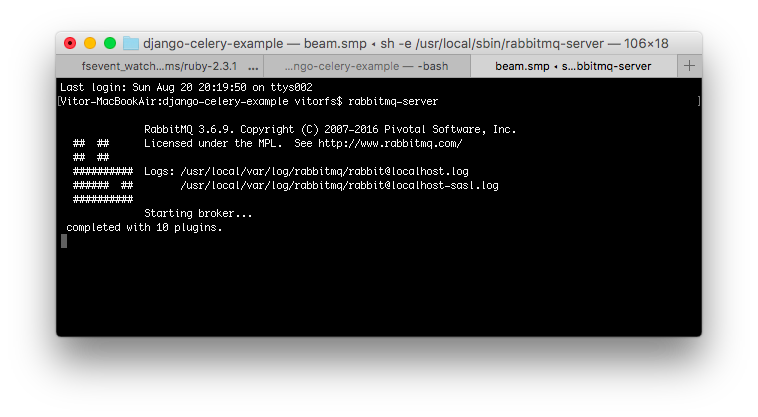 django-celery-example — beam.smp ◂ sh -e /usr/local/sbin/rabbitmq-server — 106×18
fsevent_watch...ms/ruby-2.3.1 ... ...ngo-celery-example — -bash beam.smp ◂ s...bbitmq-server +
Last login: Sun Aug 20 20:19:50 on ttys002
[Vitor-MacBookAir:django-celery-example vitorfs$ rabbitmq-server ]
RabbitMQ 3.6.9. Copyright (C) 2007-2016 Pivotal Software, Inc.
## ## Licensed under the MPL. See http://www.rabbitmq.com/
## ##
########## Logs: /usr/local/var/log/rabbitmq/rabbit@localhost.log
###### ## /usr/local/var/log/rabbitmq/rabbit@localhost-sasl.log
##########
Starting broker...
completed with 10 plugins.